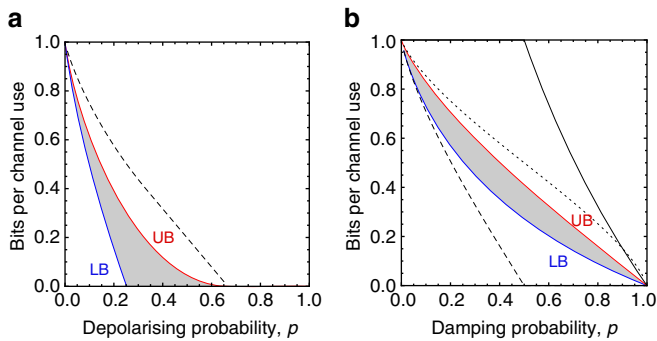 a
1.0
0.8
0.6
0.4
0.2
0.0
Bits per channel use
UB
LB
0.0 0.2 0.4 0.6 0.8 1.0
Depolarising probability, p
b
1.0
0.8
0.6
0.4
0.2
0.0
Bits per channel use
UB
LB
0.0 0.2 0.4 0.6 0.8 1.0
Damping probability, p